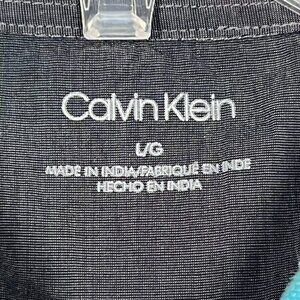 Calvin Klein
L/G
MADE IN INDIA/FABRIQUÉ EN INDE
HECHO EN INDIA